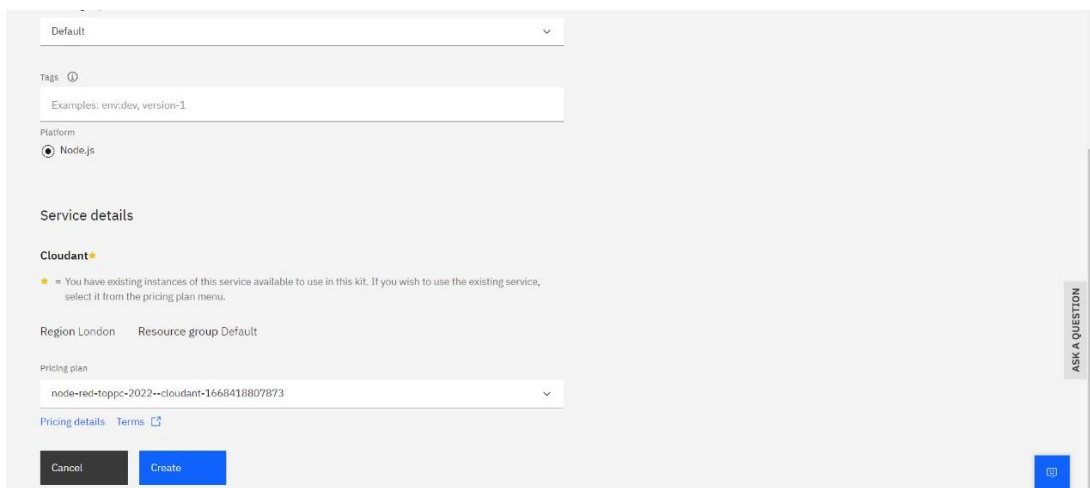 Default
Tags
Examples: env:dev, version-1
Platform
Node.js
Service details
Cloudant★
★ = You have existing instances of this service available to use in this kit. If you wish to use the existing service,
select it from the pricing plan menu.
Region London Resource group Default
Pricing plan
node-red-toppc-2022--cloudant-1668418807873
Pricing details Terms
Cancel Create
ASK A QUESTION